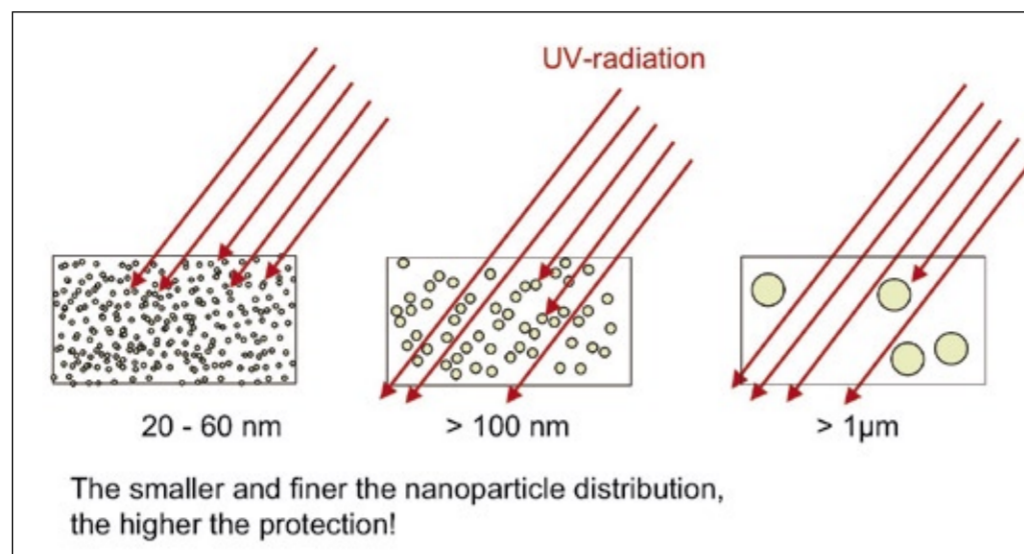 UV-radiation
20 - 60 nm
> 100 nm
> 1µm
The smaller and finer the nanoparticle distribution,
the higher the protection!